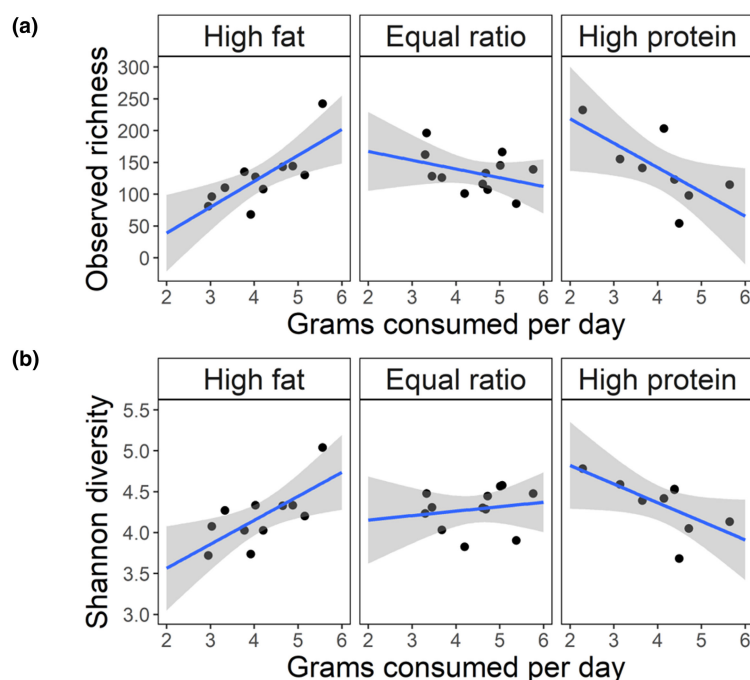 (a)
High fat Equal ratio High protein
Observed richness
300
250
200
150
100
50
0
2 3 4 5 6 2 3 4 5 6 2 3 4 5 6
Grams consumed per day
(b)
High fat Equal ratio High protein
Shannon diversity
5.5
5.0
4.5
4.0
3.5
3.0
2 3 4 5 6 2 3 4 5 6 2 3 4 5 6
Grams consumed per day